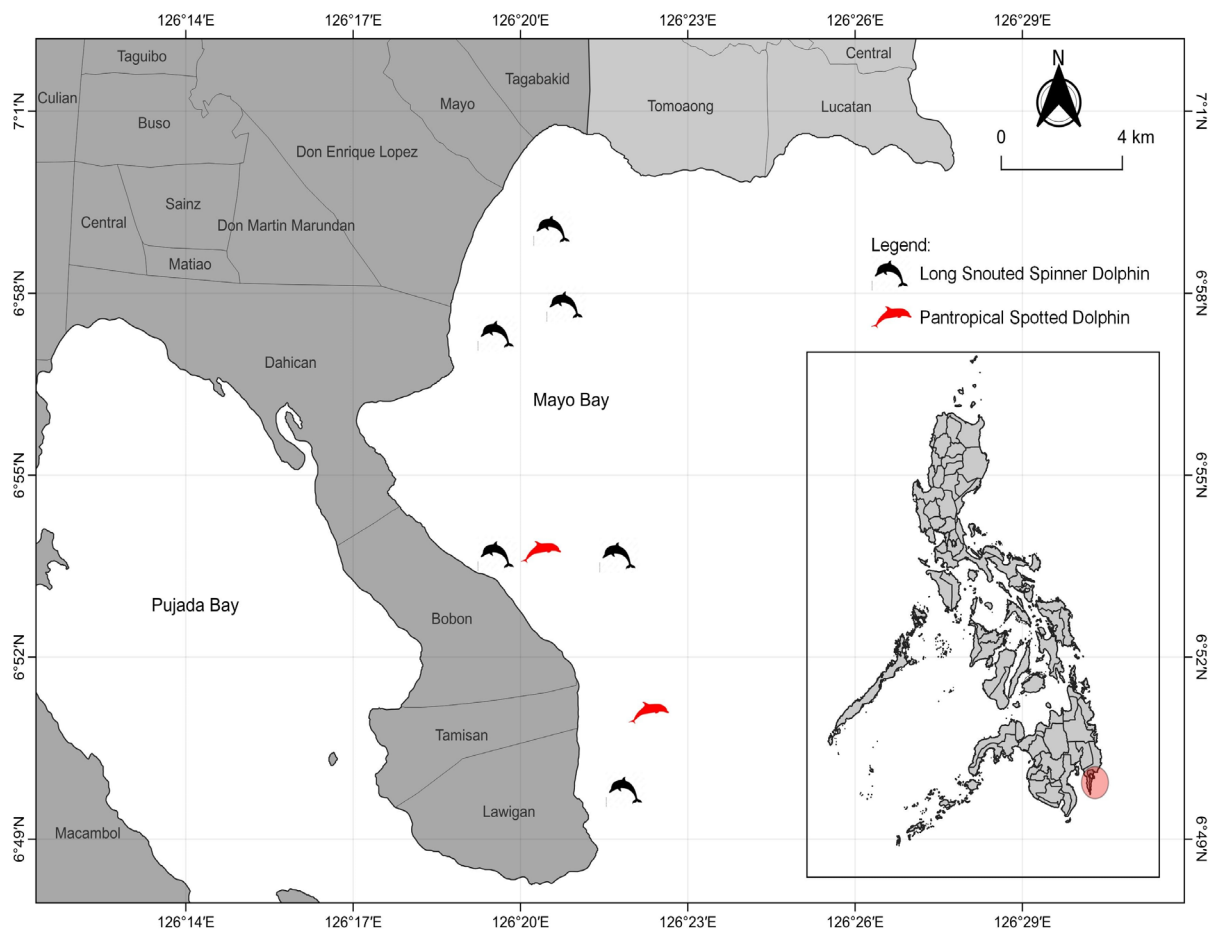 126°14'E 126°17'E 126°20'E 126°23'E 126°26'E 126°29'E
Taguibo
Central
Tagabakid
Culian
Mayo
Tomoaong
Lucatan
N
7°1'N
7°1'N
Buso
0 4 km
Don Enrique Lopez
Sainz
Central
Don Martin Marundan
Matiao
Legend:
Long Snouted Spinner Dolphin
Pantropical Spotted Dolphin
6°58'N
6°58'N
Dahican
Mayo Bay
6°55'N
6°55'N
Pujada Bay
Bobon
6°52'N
6°52'N
Tamisan
Lawigan
Macambol
6°49'N
6°49'N
126°14'E 126°17'E 126°20'E 126°23'E 126°26'E 126°29'E